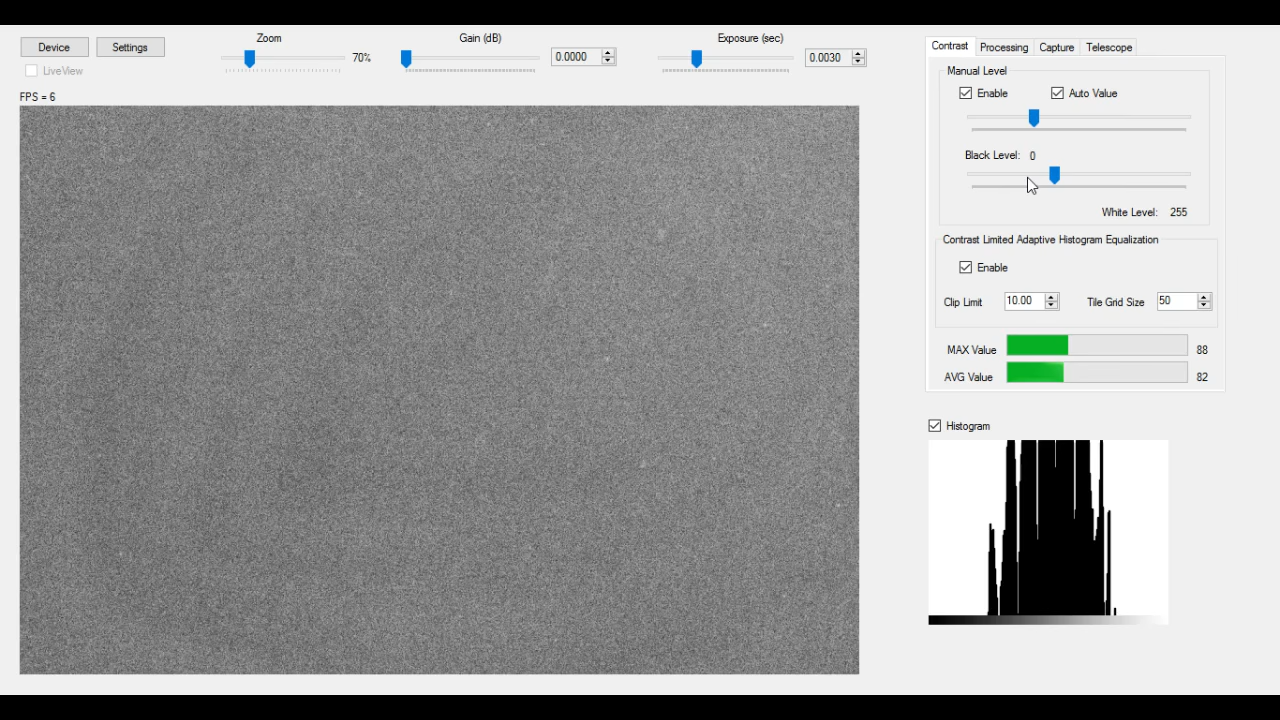 Device
Settings
Zoom
70%
Gain (dB)
0.0000
Exposure (sec)
0.0030
LiveView
FPS = 6
Contrast
Processing
Capture
Telescope
Manual Level
Enable
Auto Value
Black Level: 0
White Level: 255
Contrast Limited Adaptive Histogram Equalization
Enable
Clip Limit 10.00
Tile Grid Size 50
MAX Value 88
AVG Value 82
Histogram